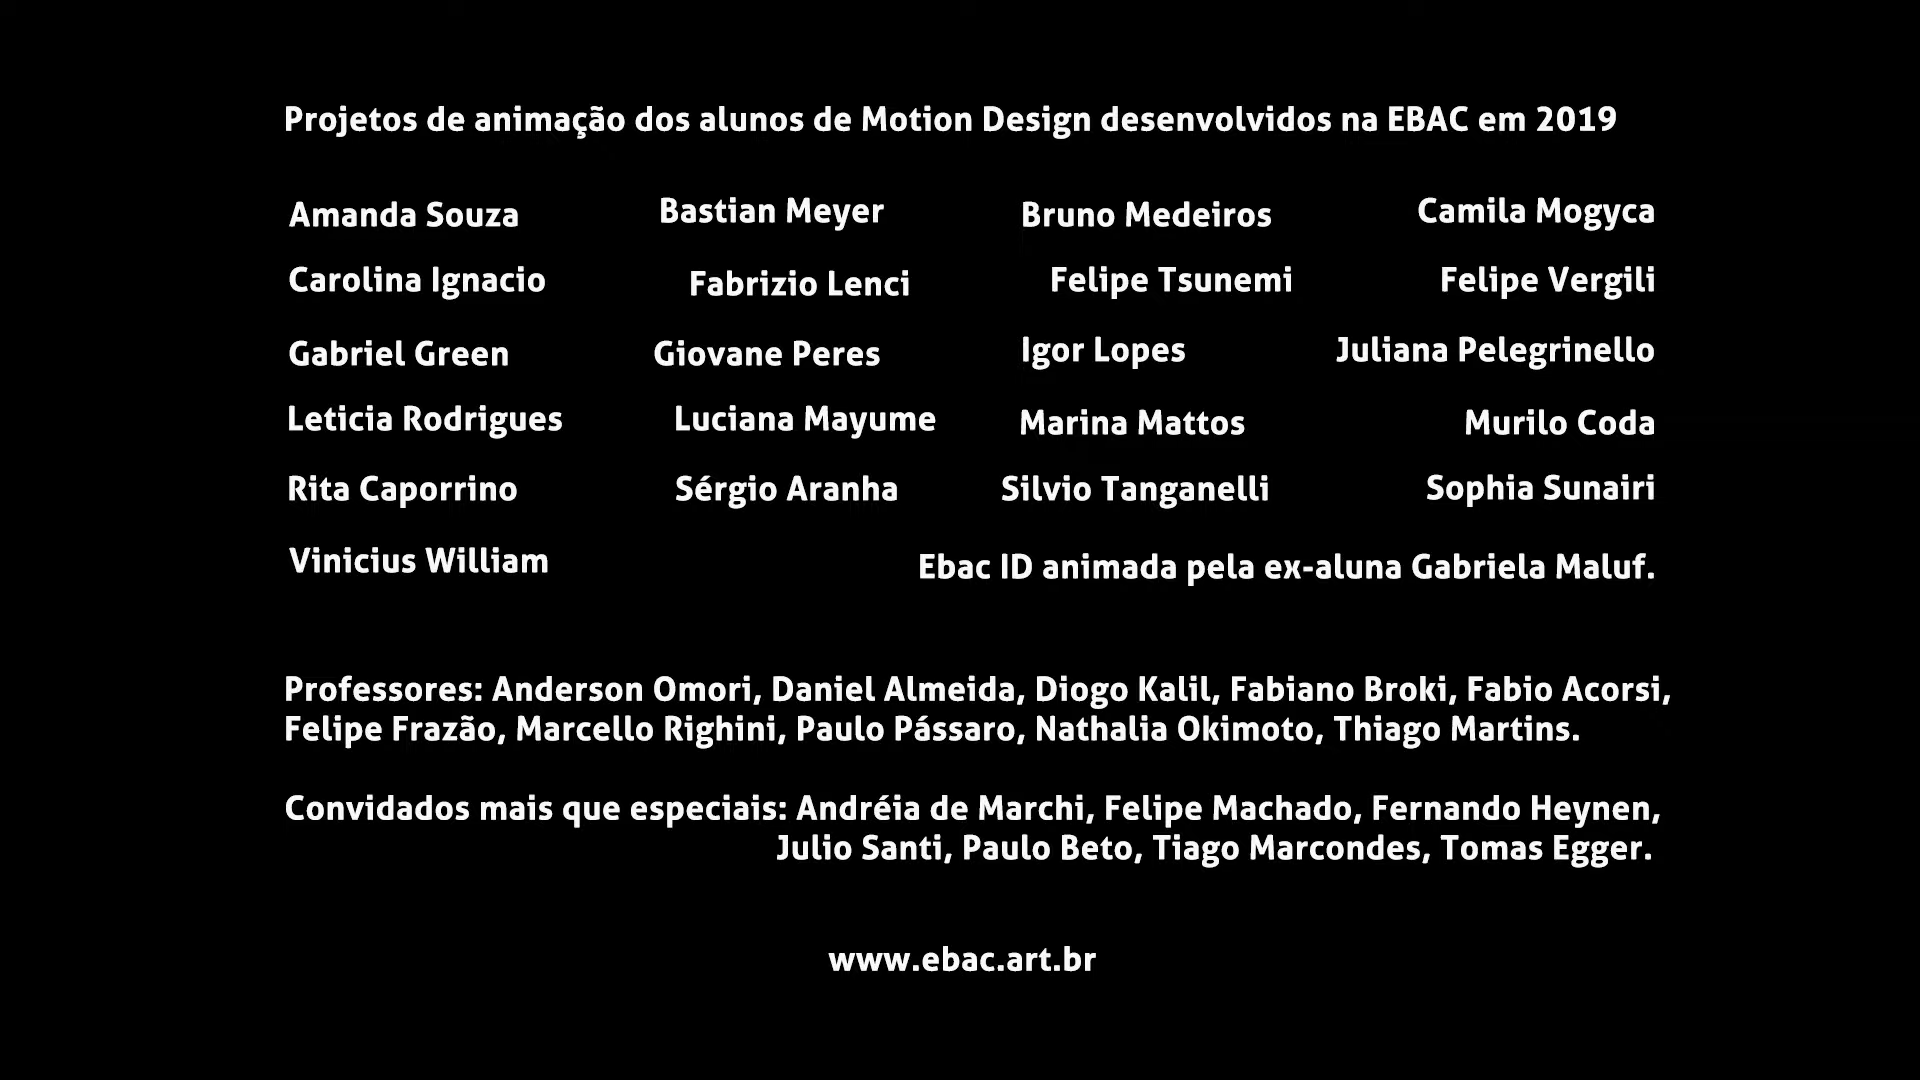 Projetos de animação dos alunos de Motion Design desenvolvidos na EBAC em 2019
Amanda Souza Bastian Meyer Bruno Medeiros Camila Mogyca
Carolina Ignacio Fabrizio Lenci Felipe Tsunemi Felipe Vergili
Gabriel Green Giovane Peres Igor Lopes Juliana Pelegrinello
Leticia Rodrigues Luciana Mayume Marina Mattos Murilo Coda
Rita Caporrino Sérgio Aranha Silvio Tanganelli Sophia Sunairi
Vinicius William Ebac ID animada pela ex-aluna Gabriela Maluf.
Professores: Anderson Omori, Daniel Almeida, Diogo Kalil, Fabiano Broki, Fabio Acorsi,
Felipe Frazão, Marcello Righini, Paulo Pássaro, Nathalia Okimoto, Thiago Martins.
Convidados mais que especiais: Andréia de Marchi, Felipe Machado, Fernando Heynen,
Julio Santi, Paulo Beto, Tiago Marcondes, Tomas Egger.
www.ebac.art.br